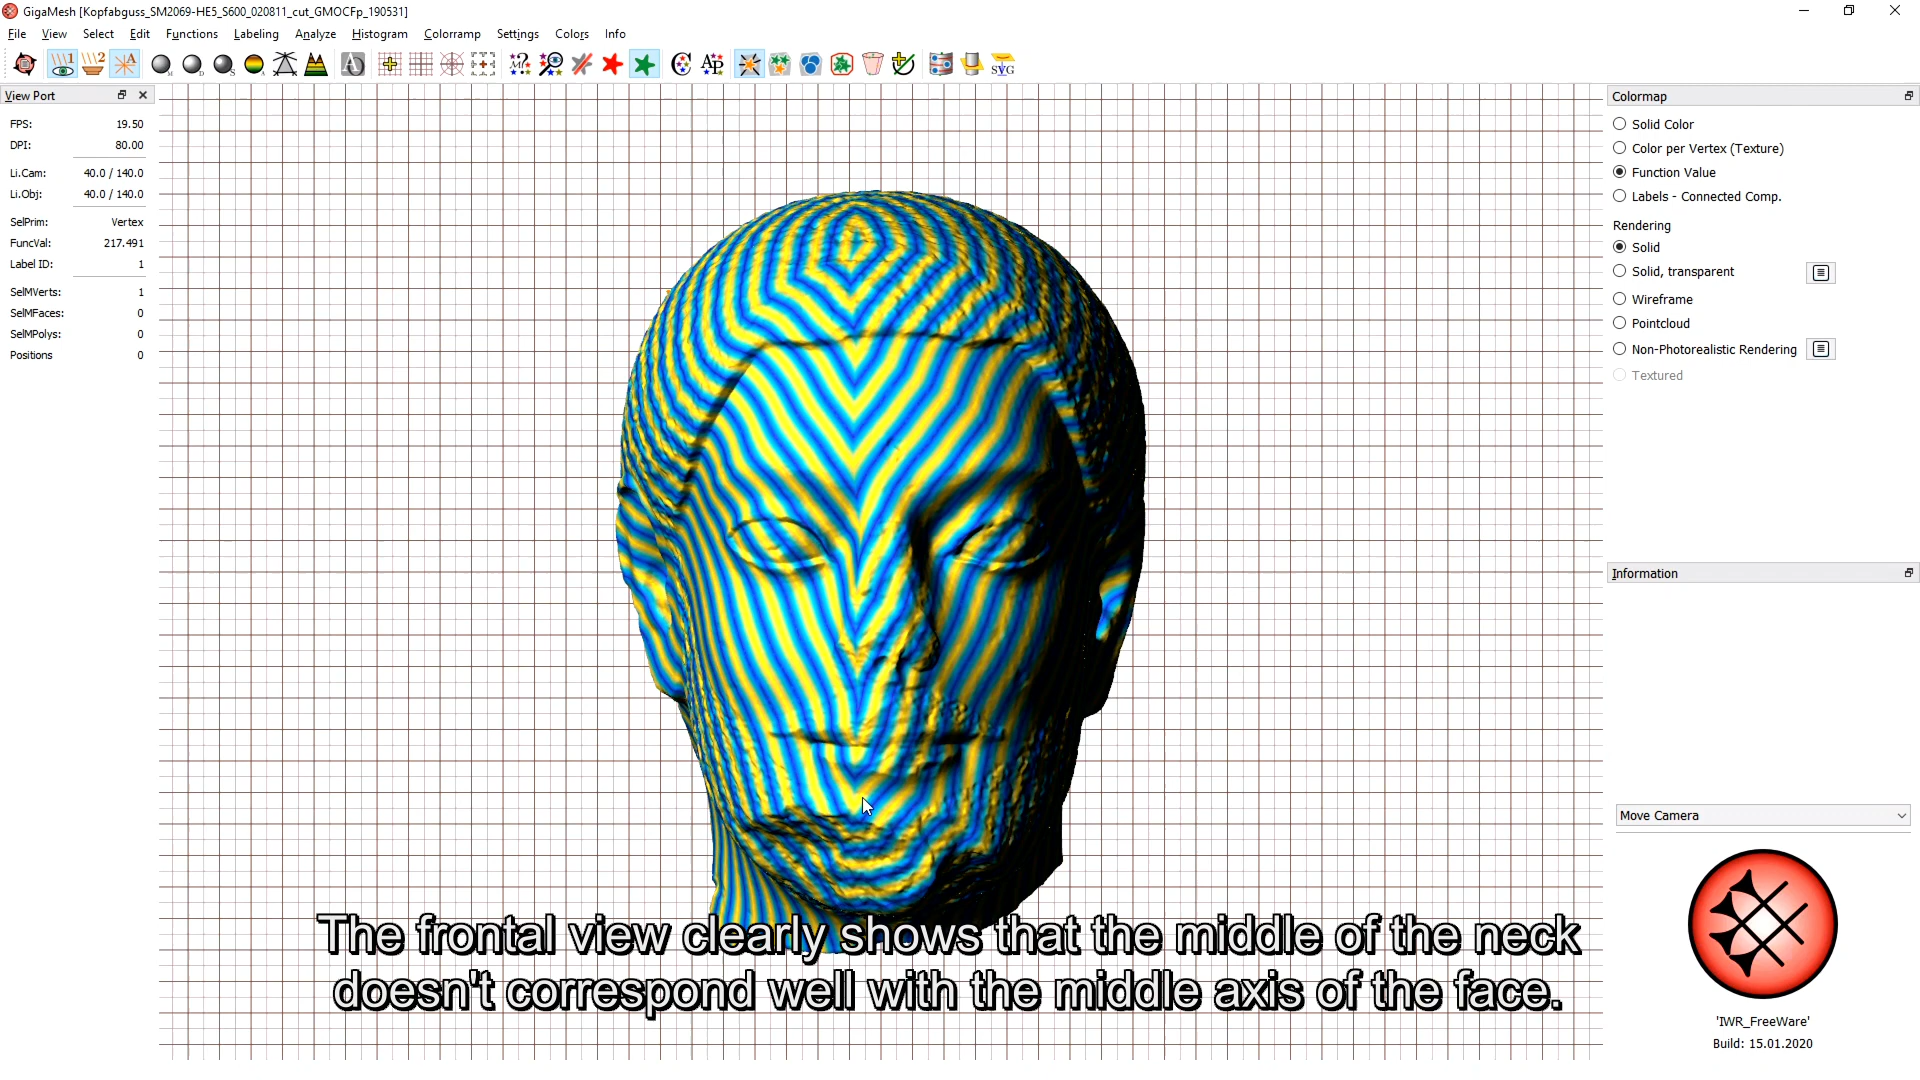 GigaMesh [Kopfabguss_SM2069-HE5_S600_020811_cut_GMOCFp_190531]
File View Select Edit Functions Labeling Analyze Histogram Colorramp Settings Colors Info
View Port
FPS: 19.50
DPI: 80.00
Li.Cam: 40.0 / 140.0
Li.Obj: 40.0 / 140.0
SelPrim: Vertex
FuncVal: 217.491
Label ID: 1
SelMVerts: 1
SelMFaces: 0
SelMPolys: 0
Positions 0
Colormap
Solid Color
Color per Vertex (Texture)
Function Value
Labels - Connected Comp.
Rendering
Solid
Solid, transparent
Wireframe
Pointcloud
Non-Photorealistic Rendering
Textured
Information
Move Camera
'IWR_FreeWare'
Build: 15.01.2020
The frontal view clearly shows that the middle of the neck
doesn't correspond well with the middle axis of the face.